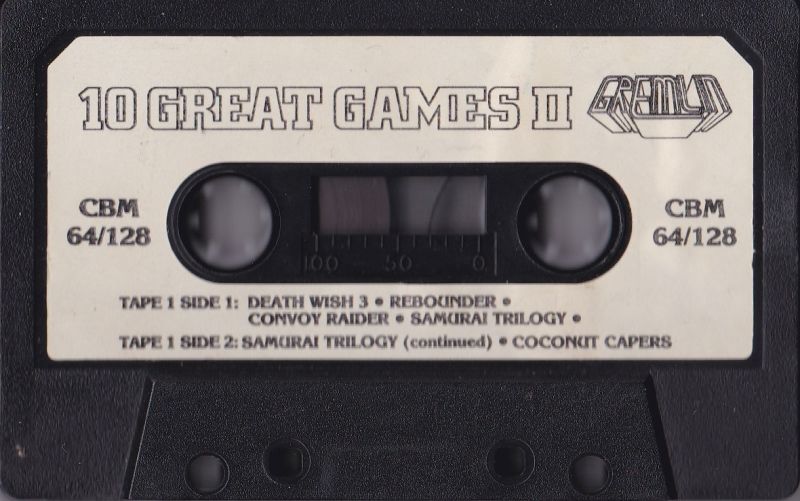 10 GREAT GAMES II
GREMLIN
CBM
64/128
CBM
64/128
100 50 0
TAPE 1 SIDE 1: DEATH WISH 3 • REBOUNDER •
CONVOY RAIDER • SAMURAI TRILOGY •
TAPE 1 SIDE 2: SAMURAI TRILOGY (continued) • COCONUT CAPERS